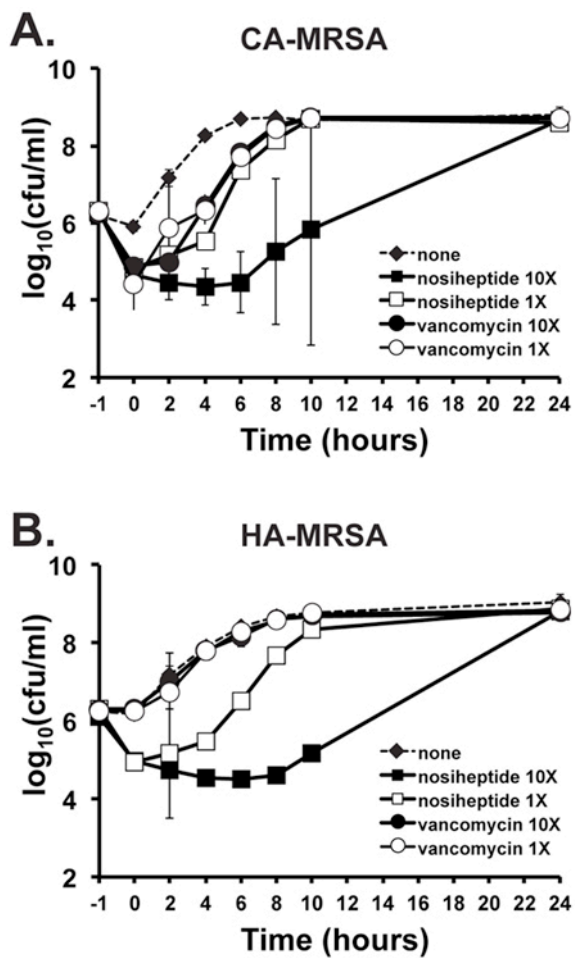 A.
CA-MRSA
10
8
6
4
2
log10(cfu/ml)
none
nosiheptide 10X
nosiheptide 1X
vancomycin 10X
vancomycin 1X
-1 0 2 4 6 8 10 12 14 16 18 20 22 24
Time (hours)
B.
HA-MRSA
10
8
6
4
2
log10(cfu/ml)
none
nosiheptide 10X
nosiheptide 1X
vancomycin 10X
vancomycin 1X
-1 0 2 4 6 8 10 12 14 16 18 20 22 24
Time (hours)